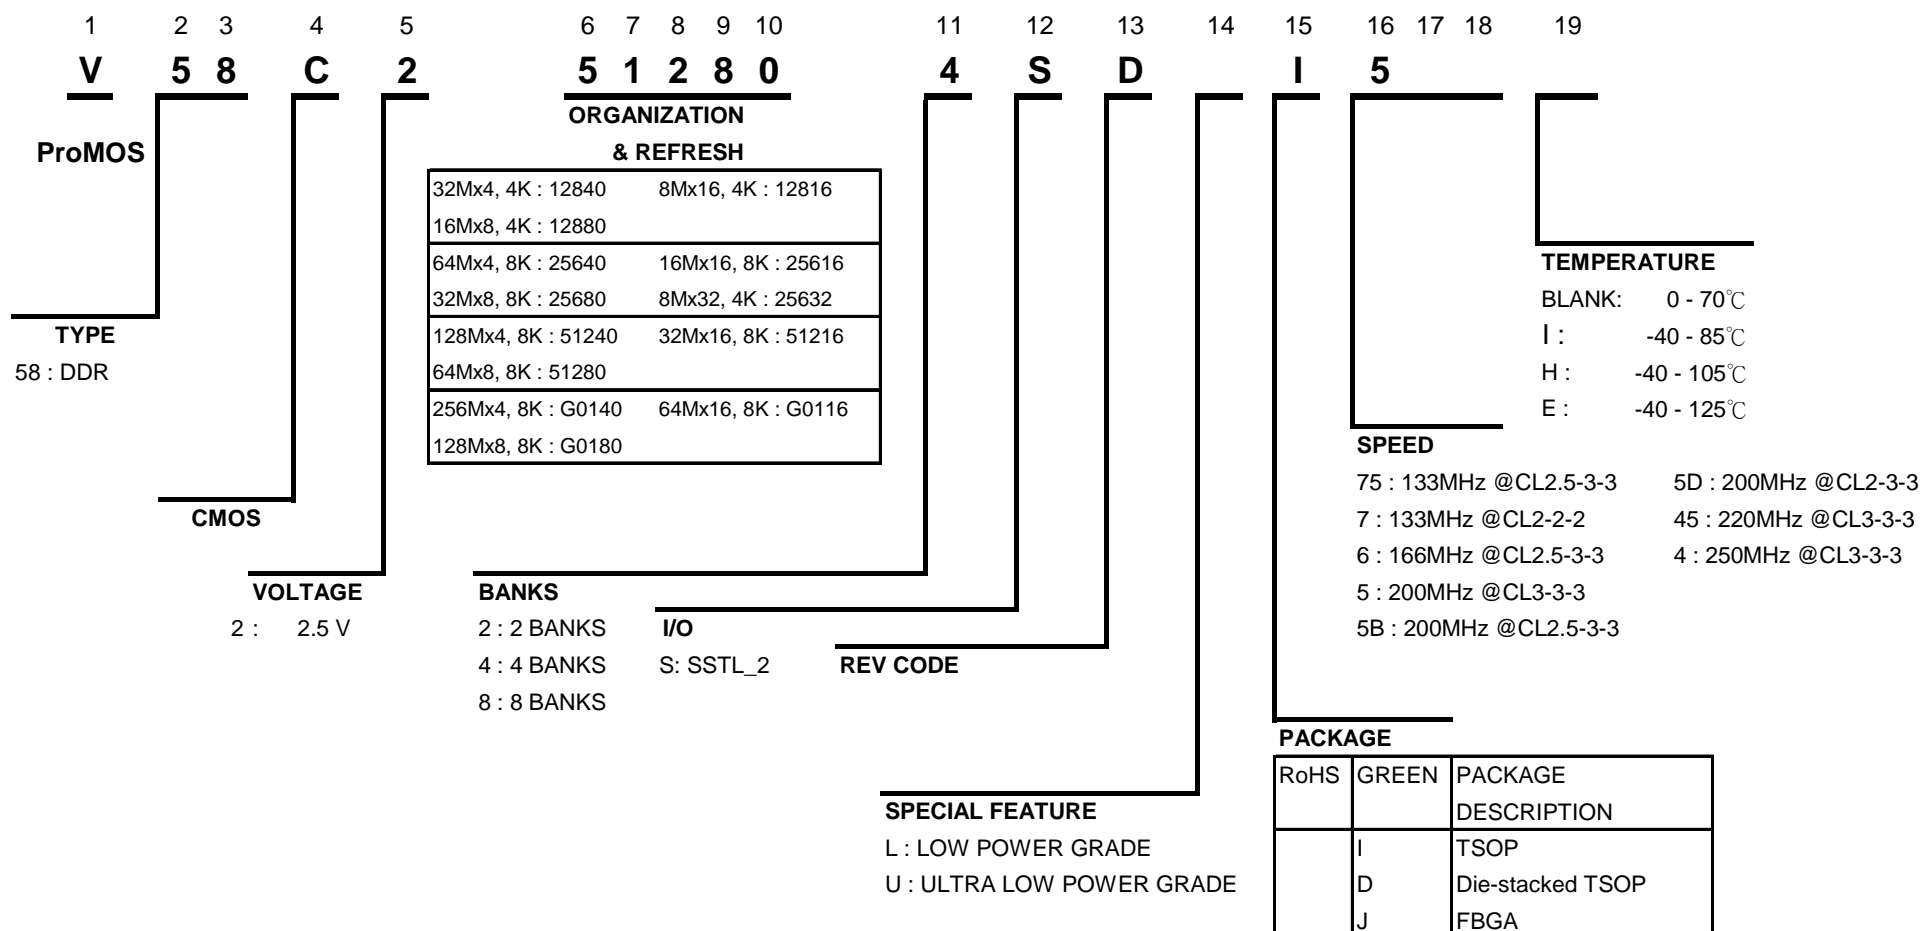 1 2 3 4 5 6 7 8 9 10 11 12 13 14 15 16 17 18 19
V 5 8 C 2 5 1 2 8 0 4 S D I 5
ORGANIZATION
& REFRESH
ProMOS
32Mx4, 4K : 12840 8Mx16, 4K : 12816
16Mx8, 4K : 12880
64Mx4, 8K : 25640 16Mx16, 8K : 25616
32Mx8, 8K : 25680 8Mx32, 4K : 25632
128Mx4, 8K : 51240 32Mx16, 8K : 51216
64Mx8, 8K : 51280
256Mx4, 8K : G0140 64Mx16, 8K : G0116
128Mx8, 8K : G0180
TYPE
58 : DDR
CMOS
VOLTAGE
2 : 2.5 V
BANKS
2 : 2 BANKS
4 : 4 BANKS
8 : 8 BANKS
I/O
S: SSTL_2
REV CODE
SPECIAL FEATURE
L : LOW POWER GRADE
U : ULTRA LOW POWER GRADE
TEMPERATURE
BLANK: 0 - 70℃
I : -40 - 85℃
H : -40 - 105℃
E : -40 - 125℃
SPEED
75 : 133MHz @CL2.5-3-3 5D : 200MHz @CL2-3-3
7 : 133MHz @CL2-2-2 45 : 220MHz @CL3-3-3
6 : 166MHz @CL2.5-3-3 4 : 250MHz @CL3-3-3
5 : 200MHz @CL3-3-3
5B : 200MHz @CL2.5-3-3
PACKAGE
RoHS GREEN PACKAGE
DESCRIPTION
I TSOP
D Die-stacked TSOP
J FBGA